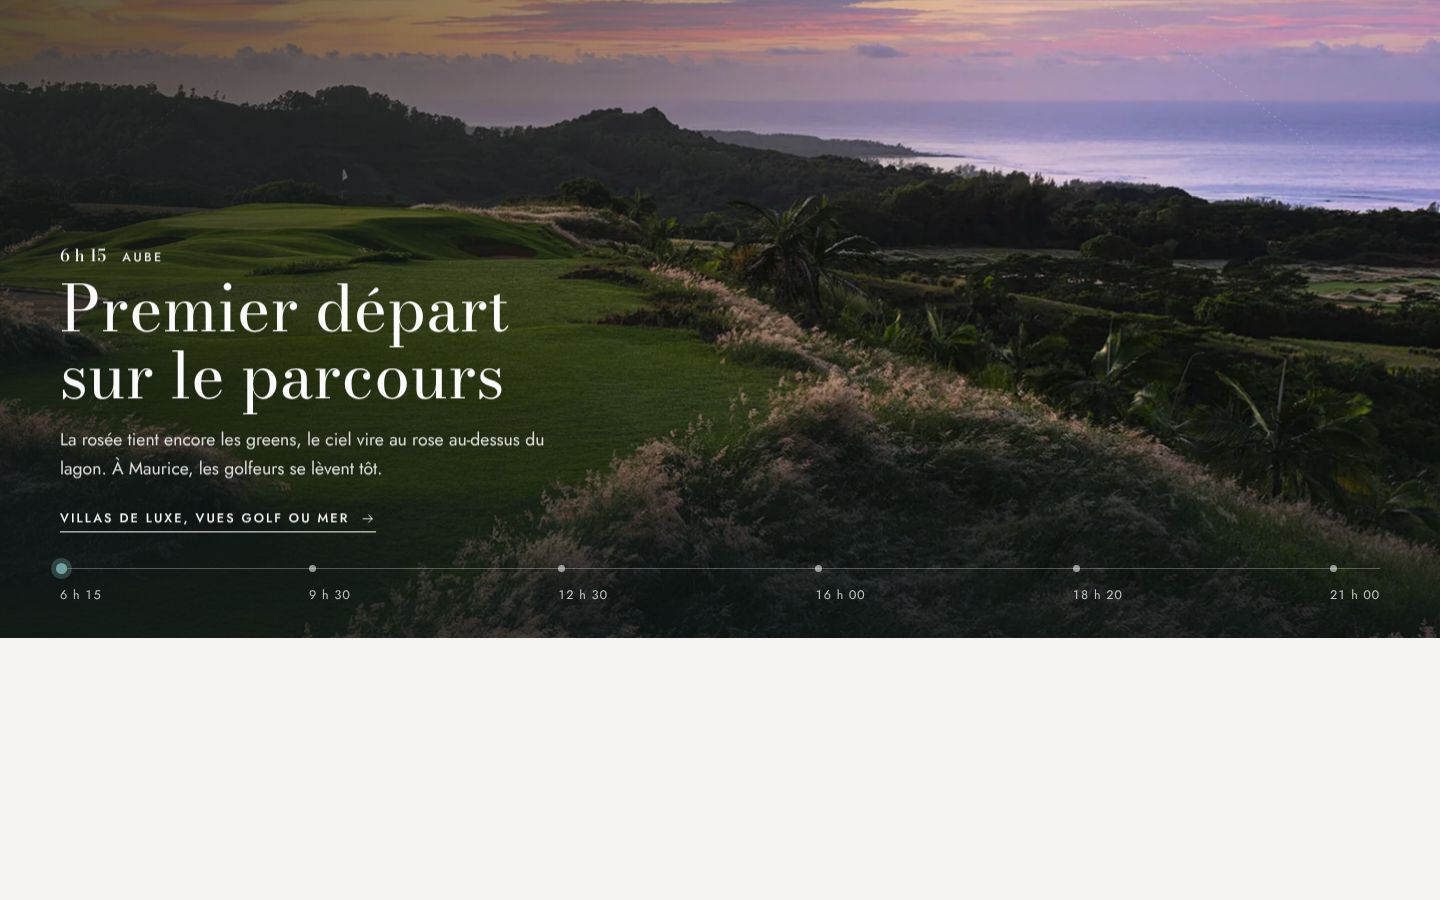 6 h 15 AUBE
Premier départ
sur le parcours
La rosée tient encore les greens, le ciel vire au rose au-dessus du
lagon. À Maurice, les golfeurs se lèvent tôt.
VILLAS DE LUXE, VUES GOLF OU MER →
6 h 15 9 h 30 12 h 30 16 h 00 18 h 20 21 h 00